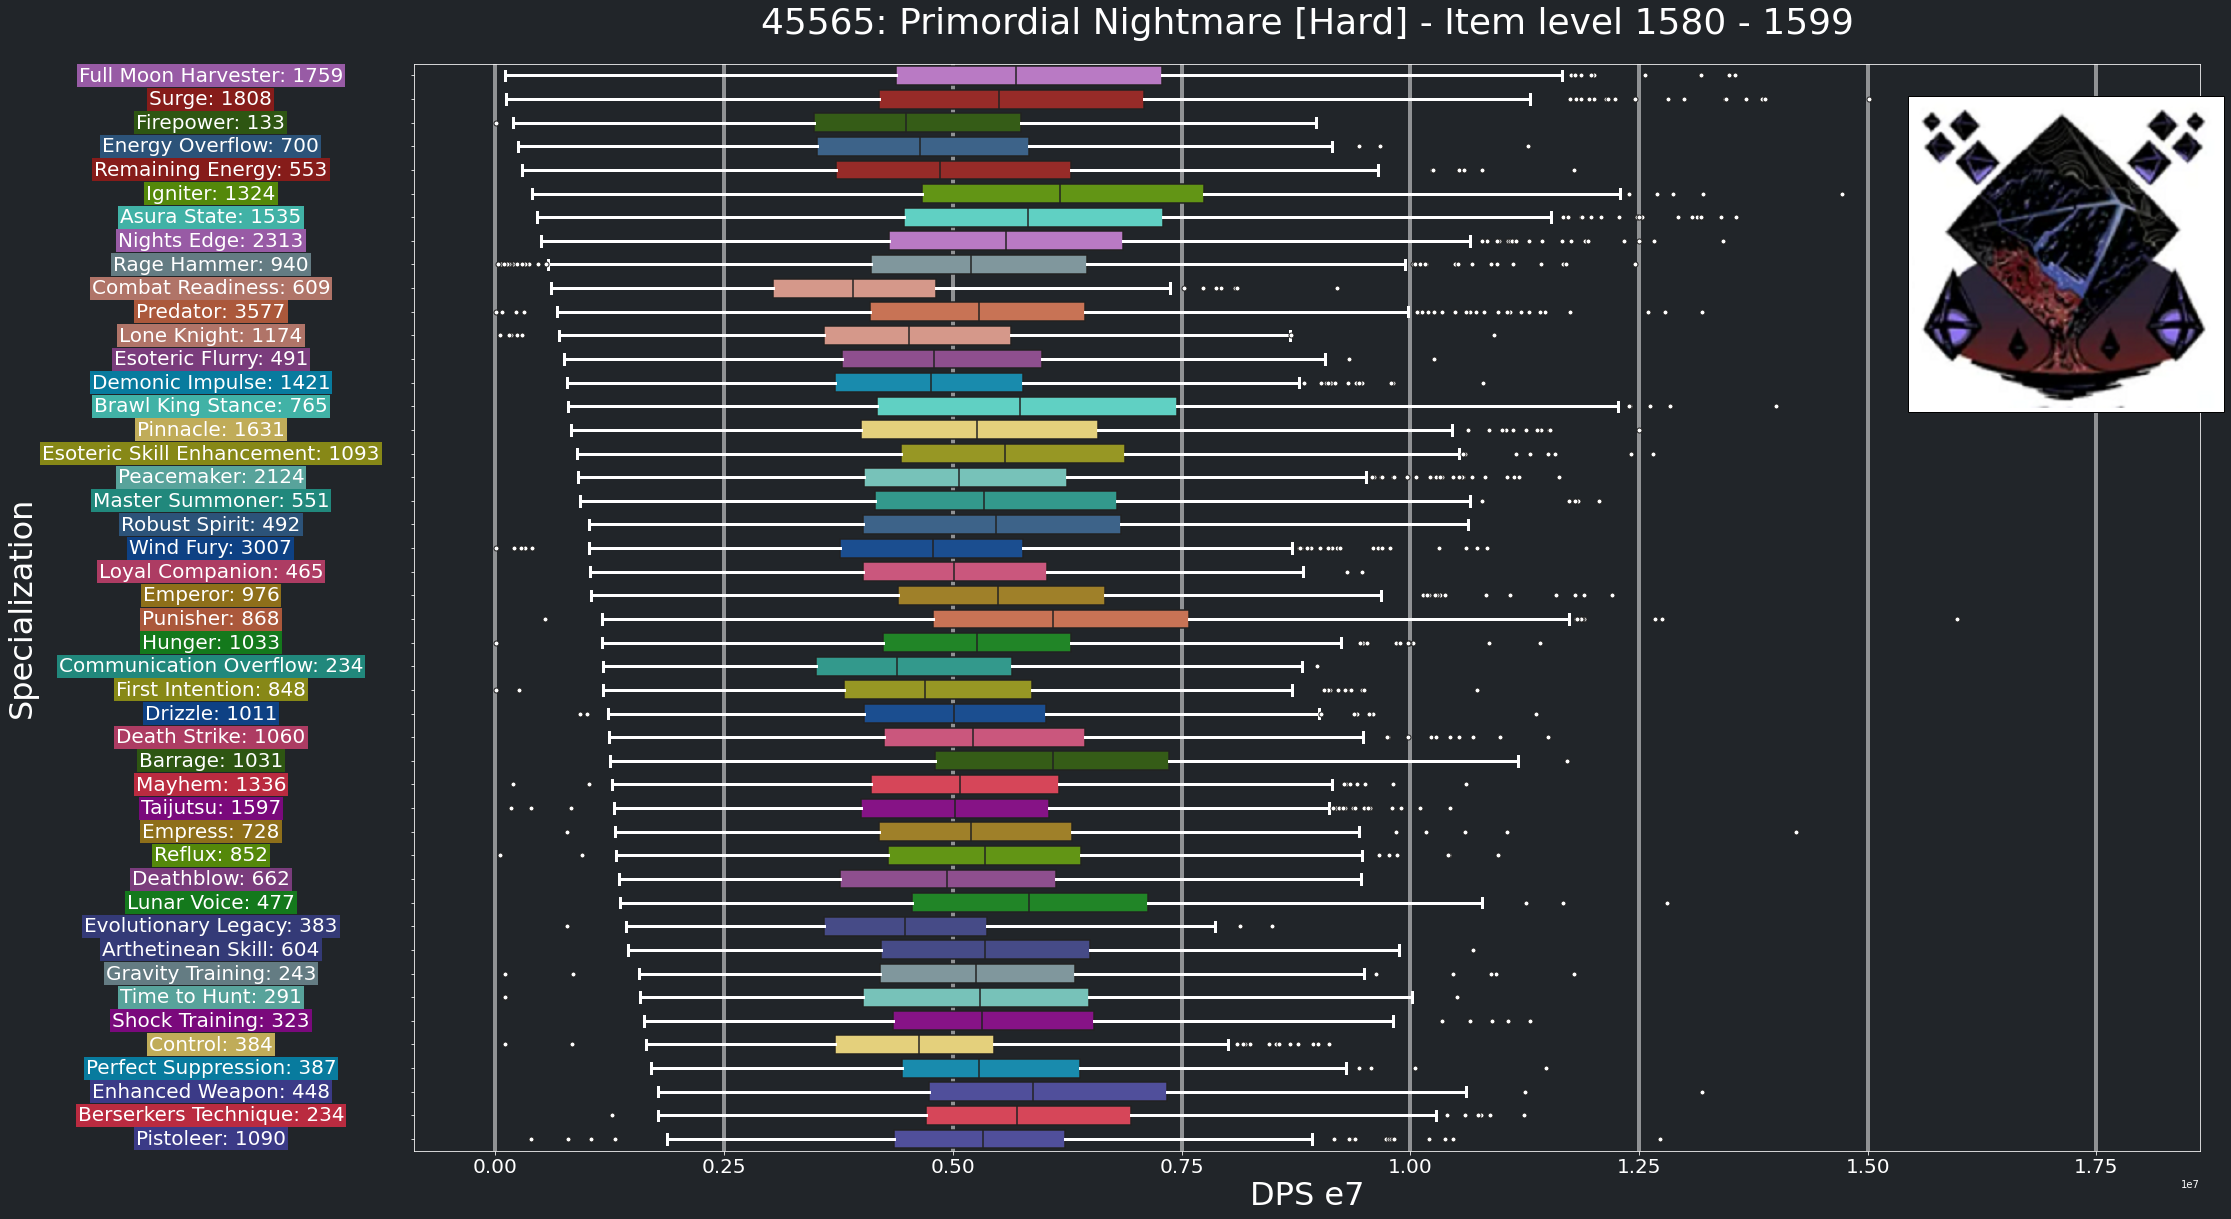 45565: Primordial Nightmare [Hard] - Item level 1580 - 1599
Full Moon Harvester: 1759
Surge: 1808
Firepower: 133
Energy Overflow: 700
Remaining Energy: 553
Igniter: 1324
Asura State: 1535
Nights Edge: 2313
Rage Hammer: 940
Combat Readiness: 609
Predator: 3577
Lone Knight: 1174
Esoteric Flurry: 491
Demonic Impulse: 1421
Brawl King Stance: 765
Pinnacle: 1631
Esoteric Skill Enhancement: 1093
Peacemaker: 2124
Master Summoner: 551
Robust Spirit: 492
Wind Fury: 3007
Loyal Companion: 465
Emperor: 976
Punisher: 868
Hunger: 1033
Communication Overflow: 234
First Intention: 848
Drizzle: 1011
Death Strike: 1060
Barrage: 1031
Mayhem: 1336
Taijutsu: 1597
Empress: 728
Reflux: 852
Deathblow: 662
Lunar Voice: 477
Evolutionary Legacy: 383
Arthetinean Skill: 604
Gravity Training: 243
Time to Hunt: 291
Shock Training: 323
Control: 384
Perfect Suppression: 387
Enhanced Weapon: 448
Berserkers Technique: 234
Pistoleer: 1090
Specialization
0.00 0.25 0.50 0.75 1.00 1.25 1.50 1.75
1e7
DPS e7